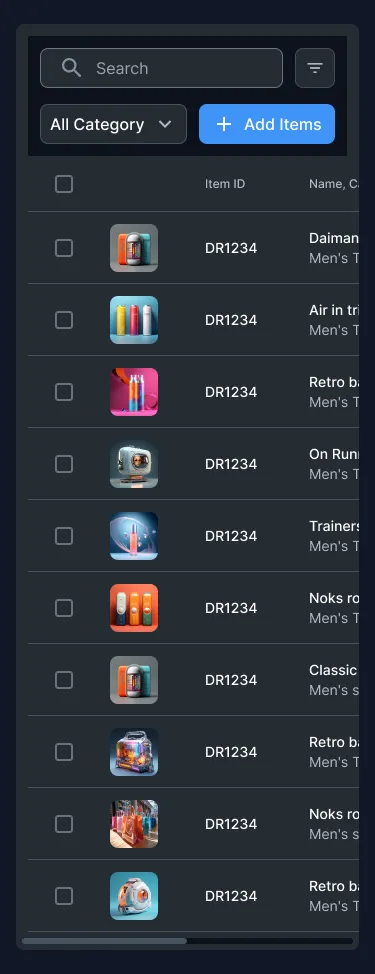 Search
All Category
Add Items
Item ID
Name, C
DR1234
Daiman
Men's T
DR1234
Air in tri
Men's T
DR1234
Retro ba
Men's T
DR1234
On Runn
Men's T
DR1234
Trainers
Men's T
DR1234
Noks ro
Men's T
DR1234
Classic
Men's s
DR1234
Retro ba
Men's T
DR1234
Noks ro
Men's s
DR1234
Retro ba
Men's T